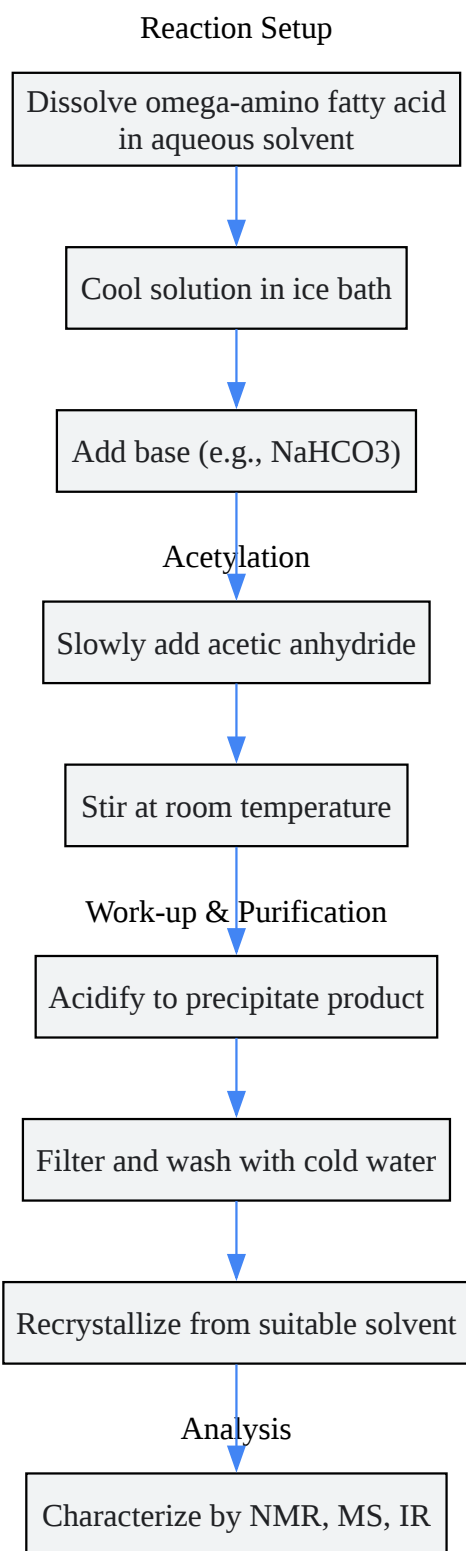 Reaction Setup
Dissolve omega-amino fatty acid
in aqueous solvent
Cool solution in ice bath
Add base (e.g., NaHCO3)
Acetylation
Slowly add acetic anhydride
Stir at room temperature
Work-up & Purification
Acidify to precipitate product
Filter and wash with cold water
Recrystallize from suitable solvent
Analysis
Characterize by NMR, MS, IR